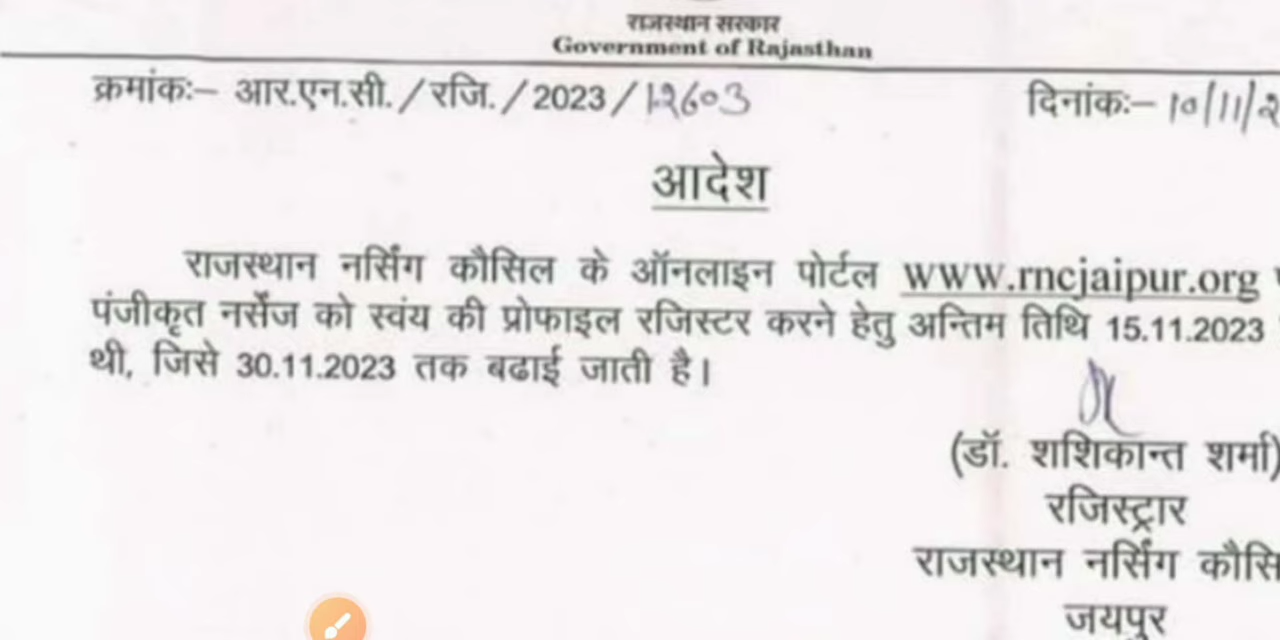 राजस्थान सरकार
Government of Rajasthan
क्रमांकः– आर.एन.सी./रजि./2023/12603 दिनांकः– 10/11/2
आदेश
राजस्थान नर्सिंग कौसिल के ऑनलाइन पोर्टल www.rncjaipur.org
पंजीकृत नर्सेज को स्वंय की प्रोफाइल रजिस्टर करने हेतु अन्तिम तिथि 15.11.2023
थी, जिसे 30.11.2023 तक बढाई जाती है।
(डॉ. शशिकान्त शर्मा)
रजिस्ट्रार
राजस्थान नर्सिंग कौसि
जयपुर